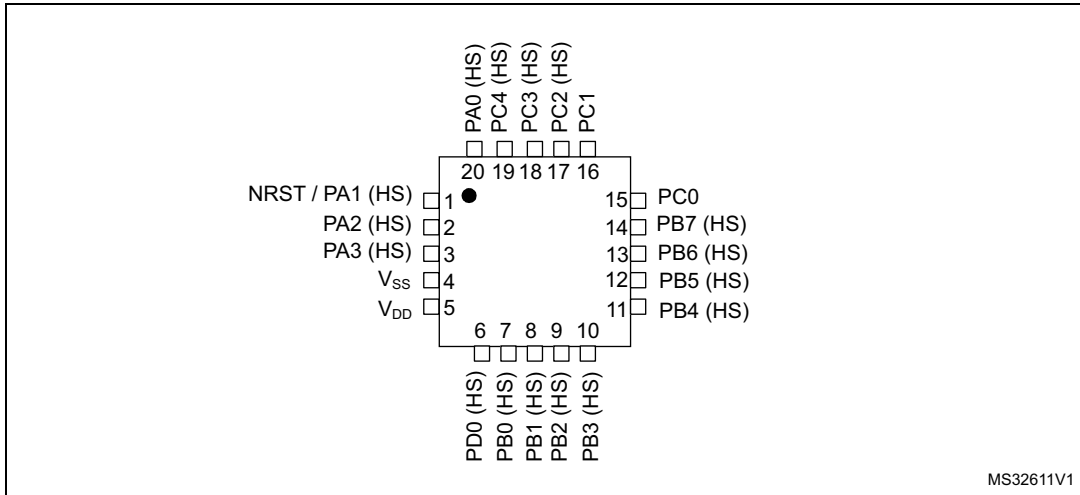 PA0 (HS)
PC4 (HS)
PC3 (HS)
PC2 (HS)
PC1
20 19 18 17 16
NRST / PA1 (HS) 1
PA2 (HS) 2
PA3 (HS) 3
VSS 4
VDD 5
15 PC0
14 PB7 (HS)
13 PB6 (HS)
12 PB5 (HS)
11 PB4 (HS)
6 7 8 9 10
PD0 (HS)
PB0 (HS)
PB1 (HS)
PB2 (HS)
PB3 (HS)
MS32611V1